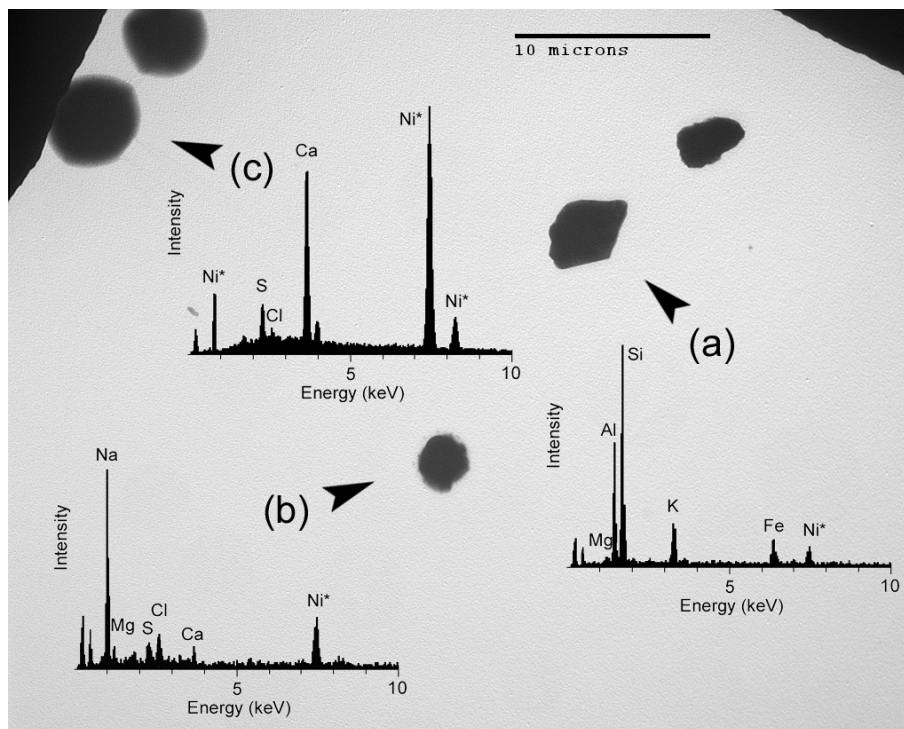 10 microns
(c)
Ni*
Ca
Intensity
Ni*
S
Cl
Ni*
5
10
Energy (keV)
(a)
Si
Intensity
Al
K
Mg
Fe
Ni*
5
10
Energy (keV)
(b)
Na
Intensity
Ni*
Cl
Mg
S
Ca
5
10
Energy (keV)